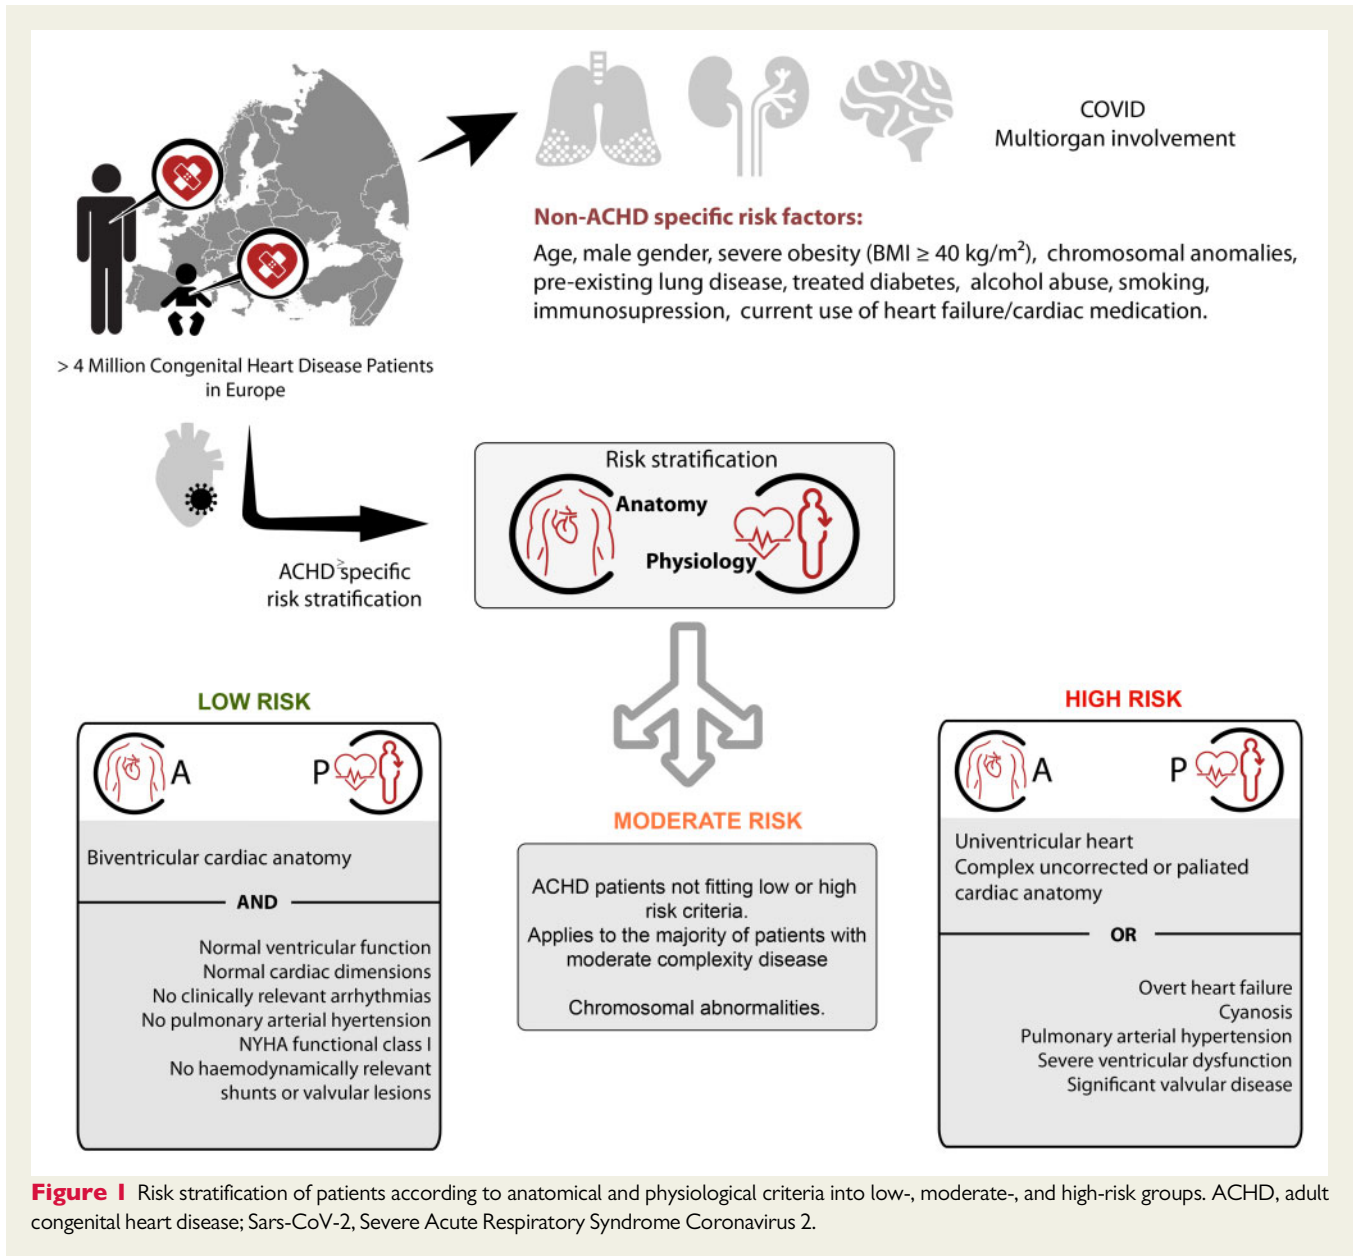 COVID
Multiorgan involvement
Non-ACHD specific risk factors:
Age, male gender, severe obesity (BMI ≥ 40 kg/m²), chromosomal anomalies,
pre-existing lung disease, treated diabetes, alcohol abuse, smoking,
immunosupression, current use of heart failure/cardiac medication.
> 4 Million Congenital Heart Disease Patients
in Europe
Risk stratification
Anatomy
Physiology
ACHD ≥ specific
risk stratification
LOW RISK
A
P
Biventricular cardiac anatomy
AND
Normal ventricular function
Normal cardiac dimensions
No clinically relevant arrhythmias
No pulmonary arterial hyertension
NYHA functional class I
No haemodynamically relevant
shunts or valvular lesions
MODERATE RISK
ACHD patients not fitting low or high
risk criteria.
Applies to the majority of patients with
moderate complexity disease
Chromosomal abnormalities.
HIGH RISK
A
P
Univentricular heart
Complex uncorrected or paliated
cardiac anatomy
OR
Overt heart failure
Cyanosis
Pulmonary arterial hypertension
Severe ventricular dysfunction
Significant valvular disease
Figure 1 Risk stratification of patients according to anatomical and physiological criteria into low-, moderate-, and high-risk groups. ACHD, adult
congenital heart disease; Sars-CoV-2, Severe Acute Respiratory Syndrome Coronavirus 2.